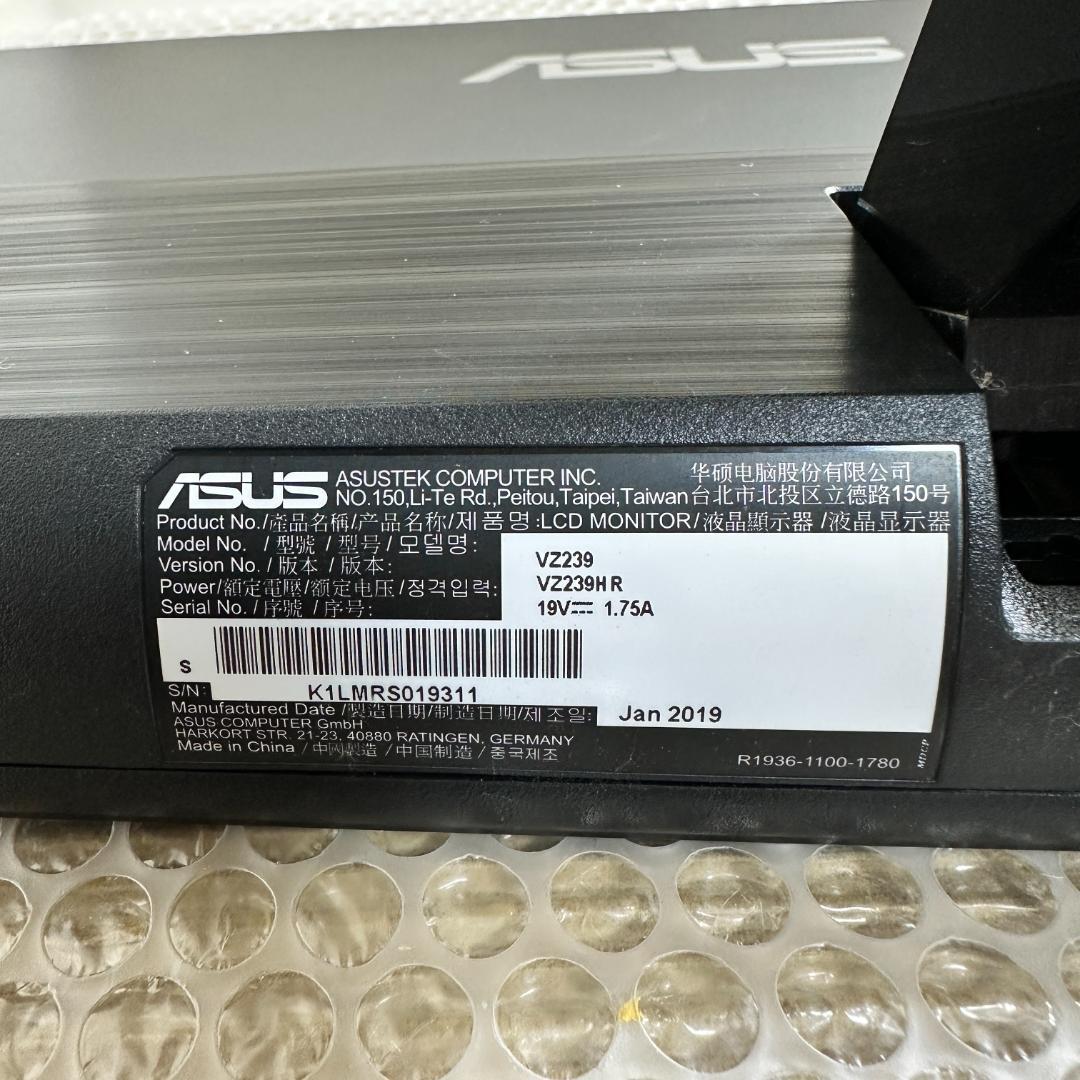 ASUS
ASUS ASUSTEK COMPUTER INC. 华硕电脑股份有限公司
NO.150,Li-Te Rd.,Peitou,Taipei,Taiwan 台北市北投区立德路150号
Product No./產品名稱/产品名称/제품명:LCD MONITOR/液晶顯示器/液晶显示器
Model No. /型號 /型号/모델명: VZ239
Version No./版本 /版本: VZ239HR
Power/額定電壓/额定电压/정격입력: 19V⎓ 1.75A
Serial No. /序號 /序号:
S
S/N: K1LMRS019311
Manufactured Date /製造日期/制造日期/제조일: Jan 2019
ASUS COMPUTER GmbH
HARKORT STR. 21-23, 40880 RATINGEN, GERMANY
Made in China /中國製造 /中国制造 /중국제조
R1936-1100-1780
MDCP